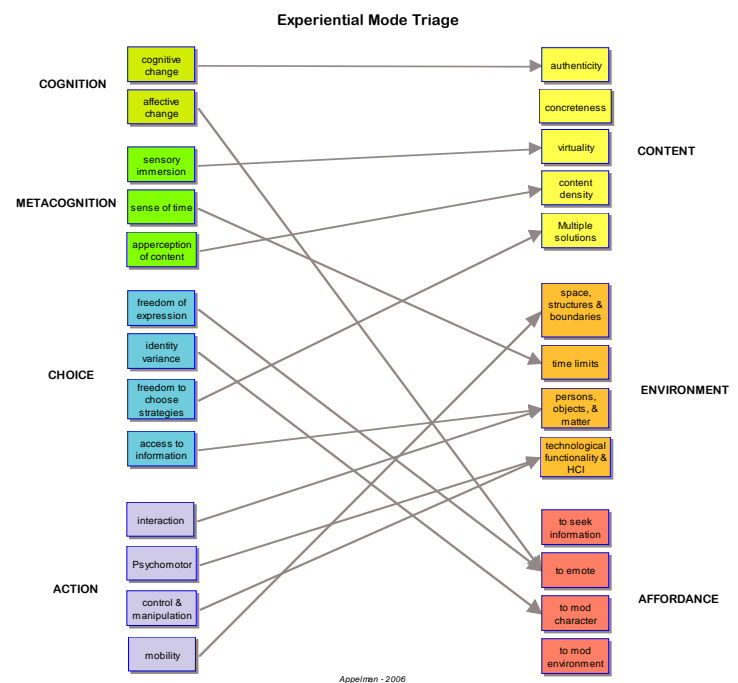 Experiential Mode Triage
COGNITION
cognitive
change
affective
change
METACOGNITION
sensory
immersion
sense of time
apperception
of content
CHOICE
freedom of
expression
identity
variance
freedom to
choose
strategies
access to
information
ACTION
interaction
Psychomotor
control &
manipulation
mobility
authenticity
concreteness
virtuality
content
density
Multiple
solutions
CONTENT
space,
structures &
boundaries
time limits
persons,
objects, &
matter
technological
functionality &
HCI
ENVIRONMENT
to seek
information
to emote
to mod
character
to mod
environment
AFFORDANCE
Appelman - 2006